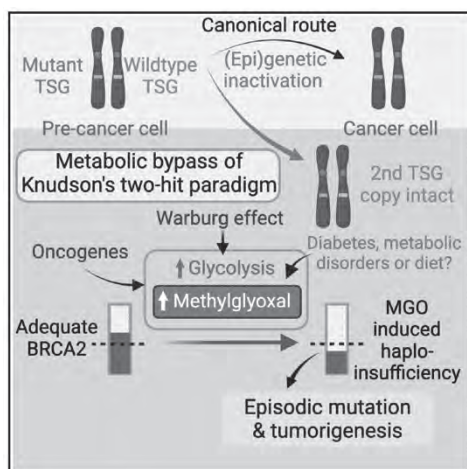 Canonical route
Mutant
TSG
Wildtype
TSG
(Epi)genetic
inactivation
Pre-cancer cell
Cancer cell
Metabolic bypass of
Knudson's two-hit paradigm
2nd TSG
copy intact
Warburg effect
Oncogenes
Diabetes, metabolic
disorders or diet?
Glycolysis
Methylglyoxal
Adequate
BRCA2
MGO
induced
haplo-
insufficiency
Episodic mutation
& tumorigenesis